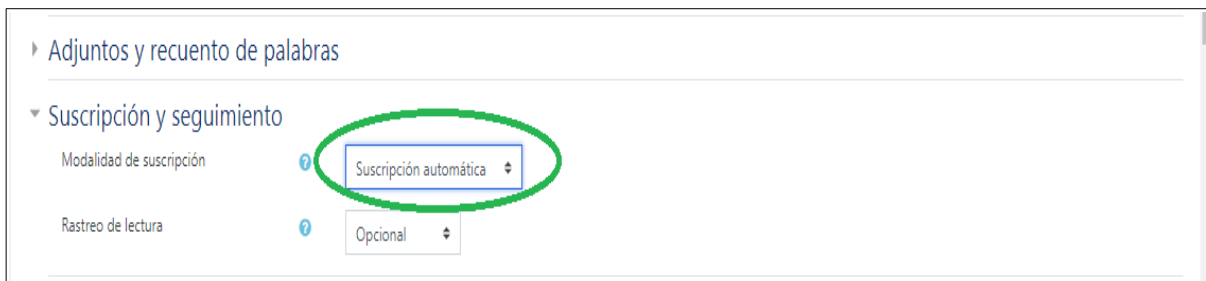 Adjuntos y recuento de palabras
Suscripción y seguimiento
Modalidad de suscripción ? Suscripción automática
Rastreo de lectura ? Opcional